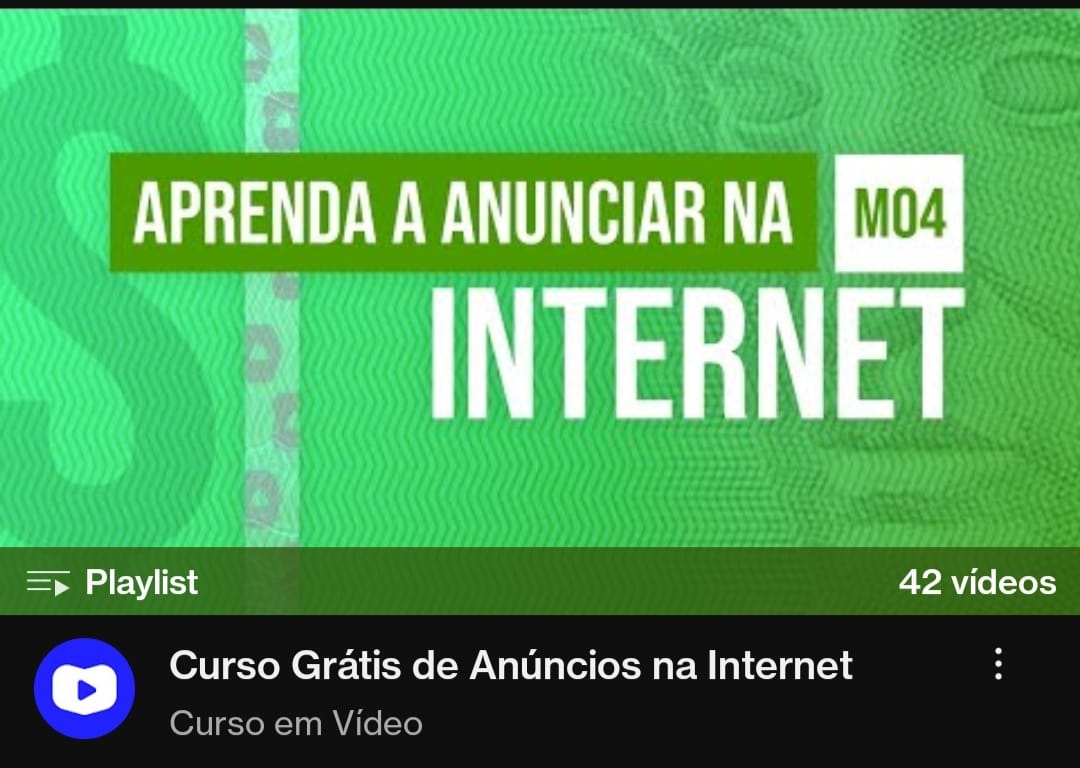 APRENDA A ANUNCIAR NA M04
INTERNET
Playlist 42 vídeos
Curso Grátis de Anúncios na Internet
Curso em Vídeo